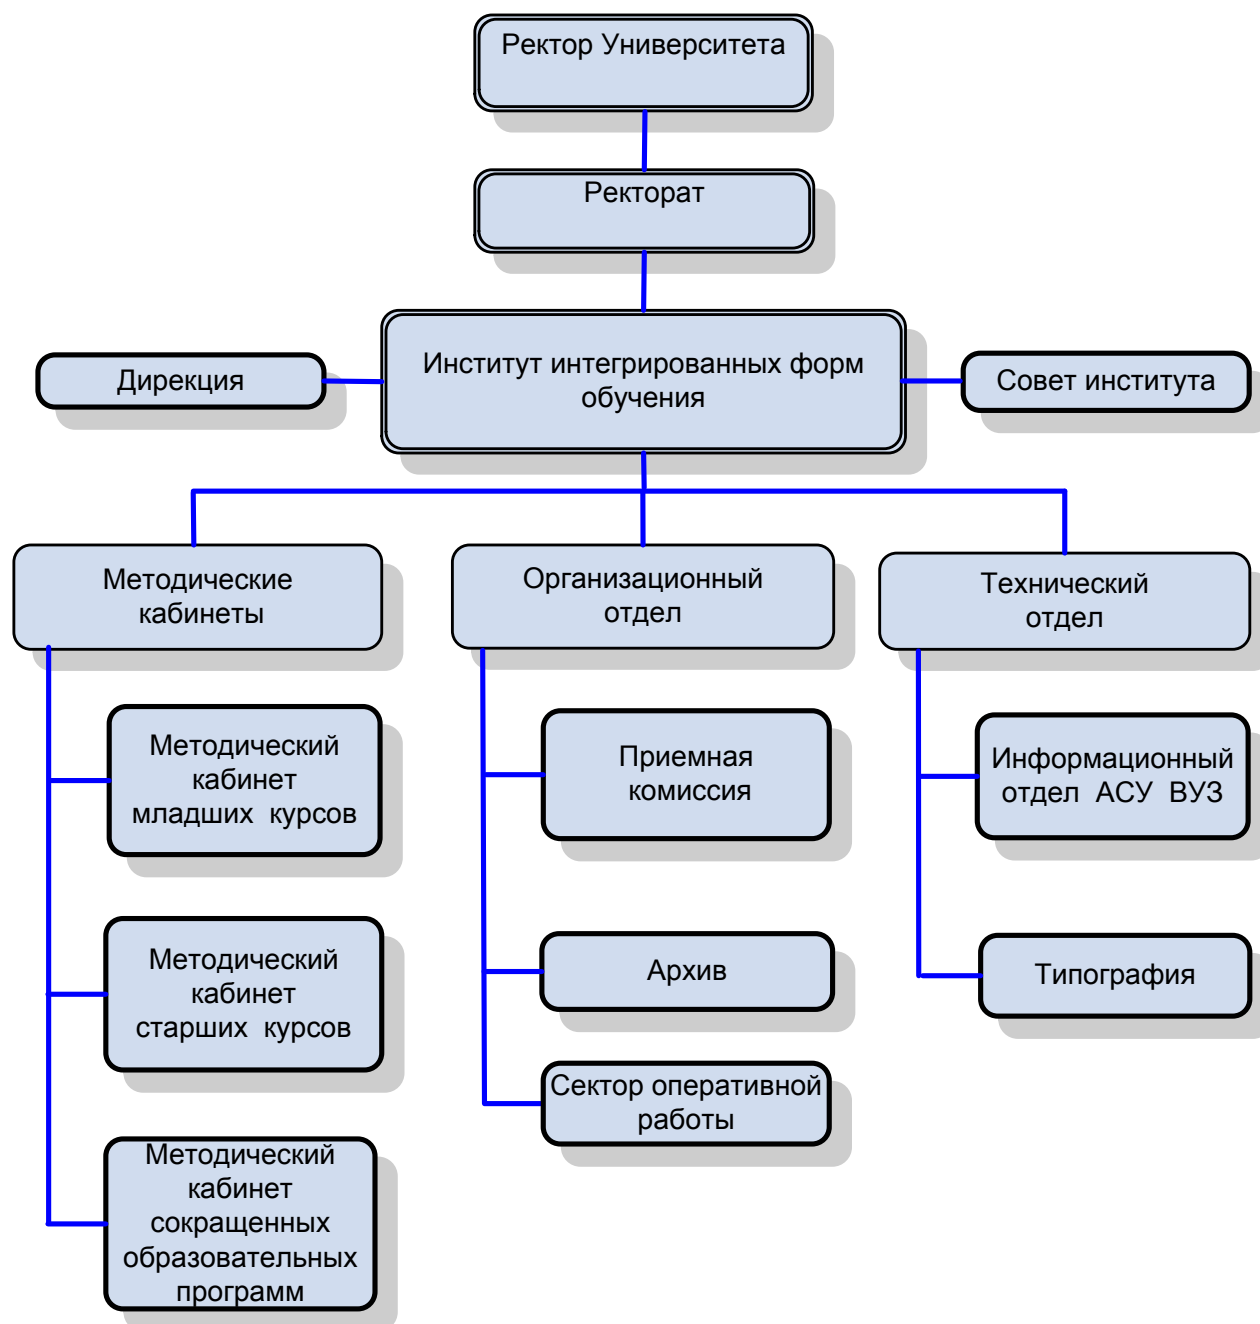 Ректор Университета
Ректорат
Институт интегрированных форм
обучения
Дирекция
Совет института
Методические
кабинеты
Организационный
отдел
Технический
отдел
Методический
кабинет
младших курсов
Приемная
комиссия
Информационный
отдел АСУ ВУЗ
Методический
кабинет
старших курсов
Архив
Типография
Сектор оперативной
работы
Методический
кабинет
сокращенных
образовательных
программ